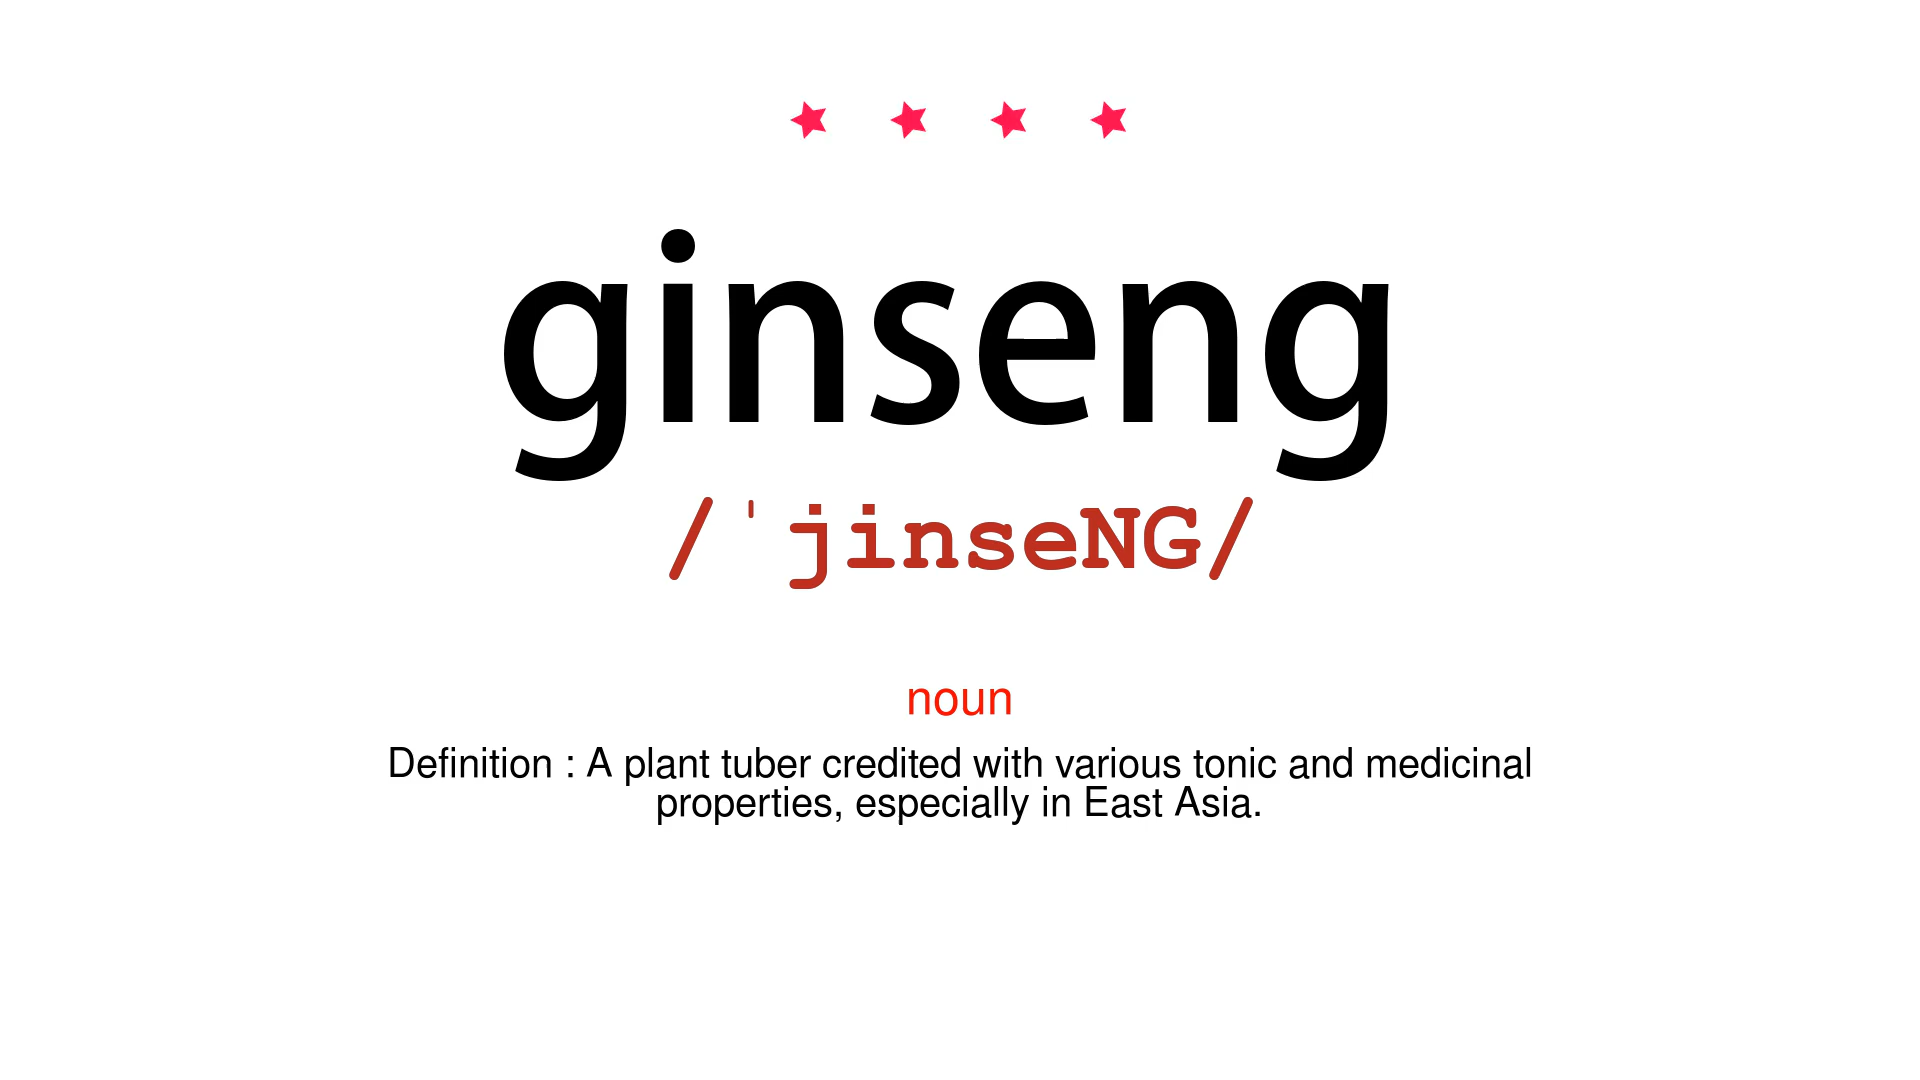 ginseng
/ˈjinseNG/
noun
Definition : A plant tuber credited with various tonic and medicinal
properties, especially in East Asia.